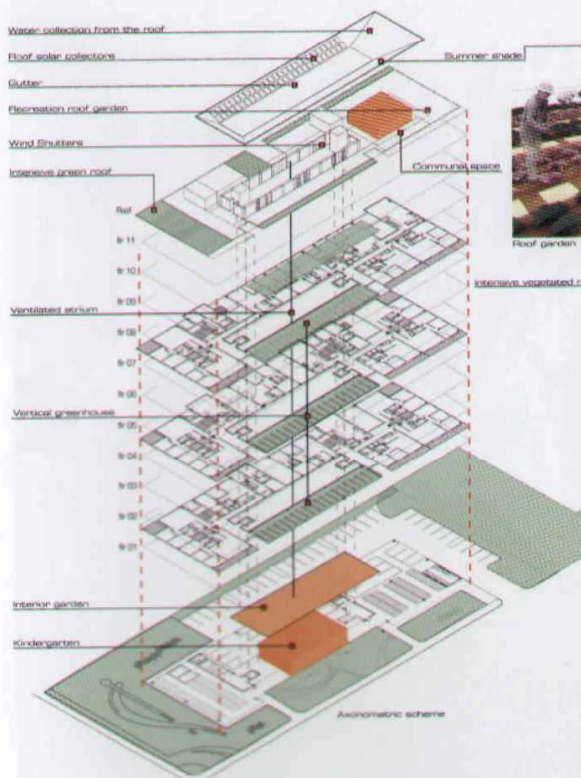 Water collection from the roof
Roof solar collectors
Summer shade
Gutter
Recreation roof garden
Wind Shutters
Communal space
Intensive green roof
Roof
Roof garden
flr 11
flr 10
Intensive vegetated r
flr 09
Ventilated atrium
flr 08
flr 07
flr 06
Vertical greenhouse
flr 05
flr 04
flr 03
flr 02
flr 01
Interior garden
Kindergarten
Axonometric scheme